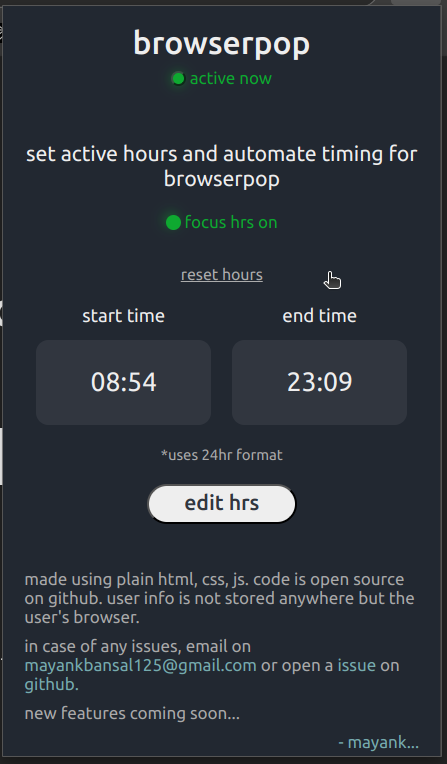 browserpop
active now
set active hours and automate timing for
browserpop
focus hrs on
reset hours
start time
end time
08:54
23:09
*uses 24hr format
edit hrs
made using plain html, css, js. code is open source
on github. user info is not stored anywhere but the
user's browser.
in case of any issues, email on
mayankbansal125@gmail.com or open a issue on
github.
new features coming soon...
- mayank...